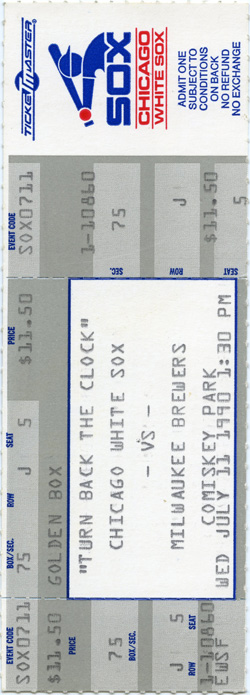 TICKETMASTER
SOX
CHICAGO
WHITE SOX
ADMIT ONE
SUBJECT TO
CONDITIONS
ON BACK
NO REFUND
NO EXCHANGE
EVENT CODE
SOX0711
1-10860
75 SEC.
J ROW
$11.50
5
PRICE
$11.50
SEAT
5
ROW
J
BOX/SEC.
75
GOLDEN BOX
"TURN BACK THE CLOCK"
CHICAGO WHITE SOX
- VS -
MILWAUKEE BREWERS
COMISKEY PARK
WED JULY 11 1990 1:30 PM
EVENT CODE
SOX0711
$11.50
PRICE
75
BOX/SEC.
J 5
ROW SEAT
1-10860
EWSF